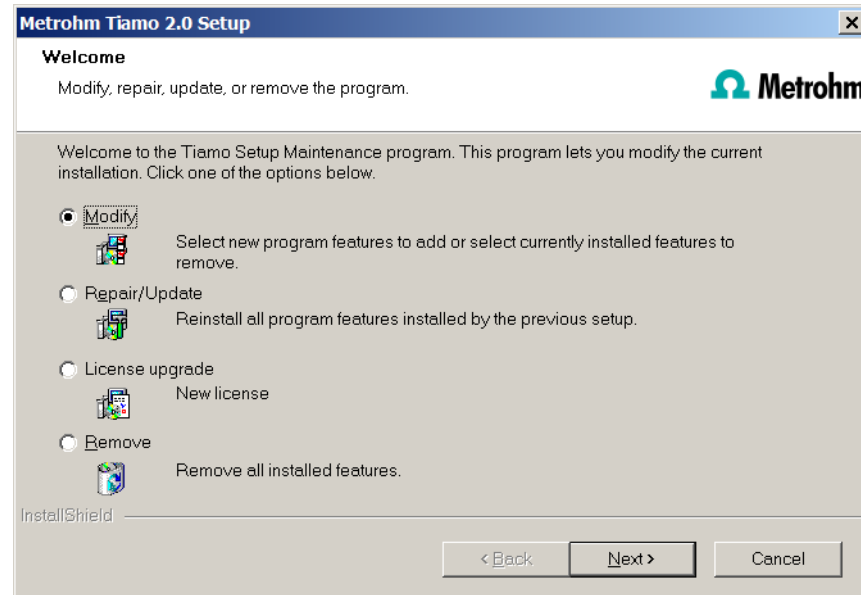 Metrohm Tiamo 2.0 Setup
Welcome
Modify, repair, update, or remove the program.
Metrohm
Welcome to the Tiamo Setup Maintenance program. This program lets you modify the current
installation. Click one of the options below.
Modify
Select new program features to add or select currently installed features to
remove.
Repair/Update
Reinstall all program features installed by the previous setup.
License upgrade
New license
Remove
Remove all installed features.
InstallShield
< Back
Next >
Cancel